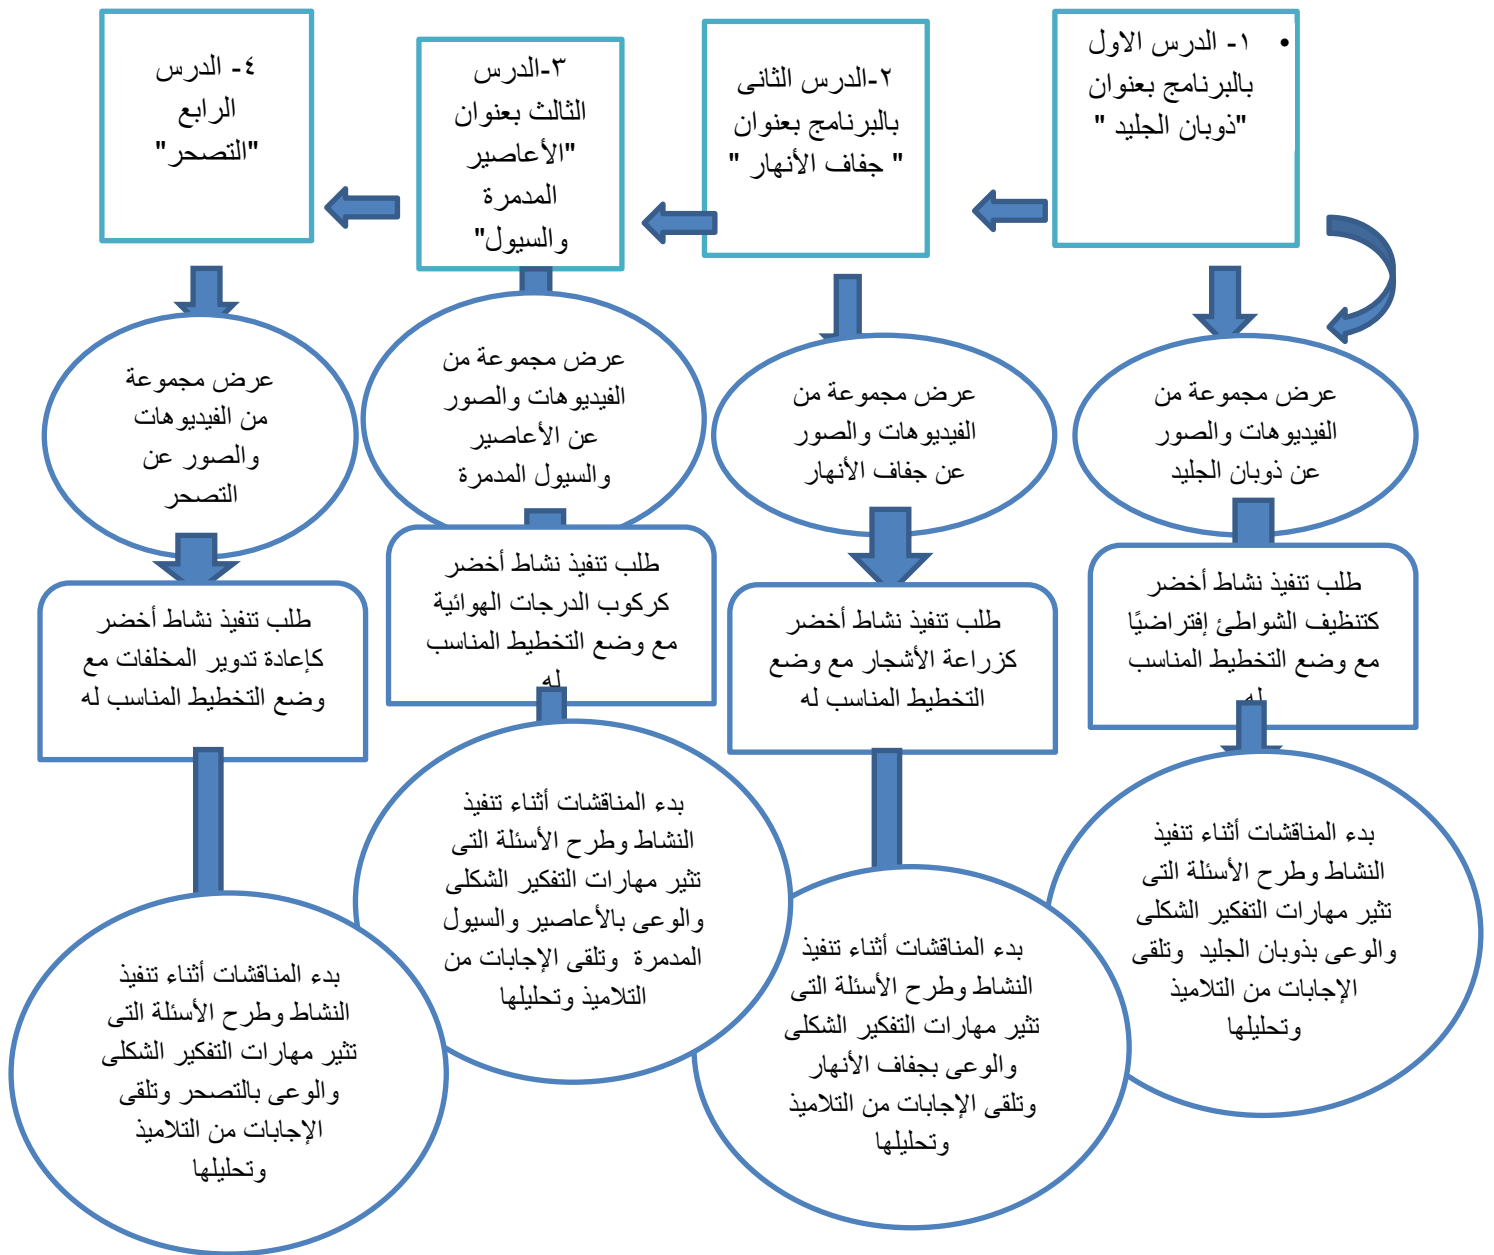 • ١- الدرس الاول
بالبرنامج بعنوان
"ذوبان الجليد "
٢-الدرس الثانى
بالبرنامج بعنوان
" جفاف الأنهار "
٣-الدرس
الثالث بعنوان
"الأعاصير
المدمرة
والسيول"
٤- الدرس
الرابع
"التصحر"
عرض مجموعة من
الفيديوهات والصور
عن ذوبان الجليد
عرض مجموعة من
الفيديوهات والصور
عن جفاف الأنهار
عرض مجموعة من
الفيديوهات والصور
عن الأعاصير
والسيول المدمرة
عرض مجموعة
من الفيديوهات
والصور عن
التصحر
طلب تنفيذ نشاط أخضر
كتنظيف الشواطئ إفتراضيًا
مع وضع التخطيط المناسب
له
طلب تنفيذ نشاط أخضر
كزراعة الأشجار مع وضع
التخطيط المناسب له
طلب تنفيذ نشاط أخضر
كركوب الدرجات الهوائية
مع وضع التخطيط المناسب
له
طلب تنفيذ نشاط أخضر
كإعادة تدوير المخلفات مع
وضع التخطيط المناسب له
بدء المناقشات أثناء تنفيذ
النشاط وطرح الأسئلة التى
تثير مهارات التفكير الشكلى
والوعى بذوبان الجليد وتلقى
الإجابات من التلاميذ
وتحليلها
بدء المناقشات أثناء تنفيذ
النشاط وطرح الأسئلة التى
تثير مهارات التفكير الشكلى
والوعى بجفاف الأنهار
وتلقى الإجابات من التلاميذ
وتحليلها
بدء المناقشات أثناء تنفيذ
النشاط وطرح الأسئلة التى
تثير مهارات التفكير الشكلى
والوعى بالأعاصير والسيول
المدمرة وتلقى الإجابات من
التلاميذ وتحليلها
بدء المناقشات أثناء تنفيذ
النشاط وطرح الأسئلة التى
تثير مهارات التفكير الشكلى
والوعى بالتصحر وتلقى
الإجابات من التلاميذ
وتحليلها